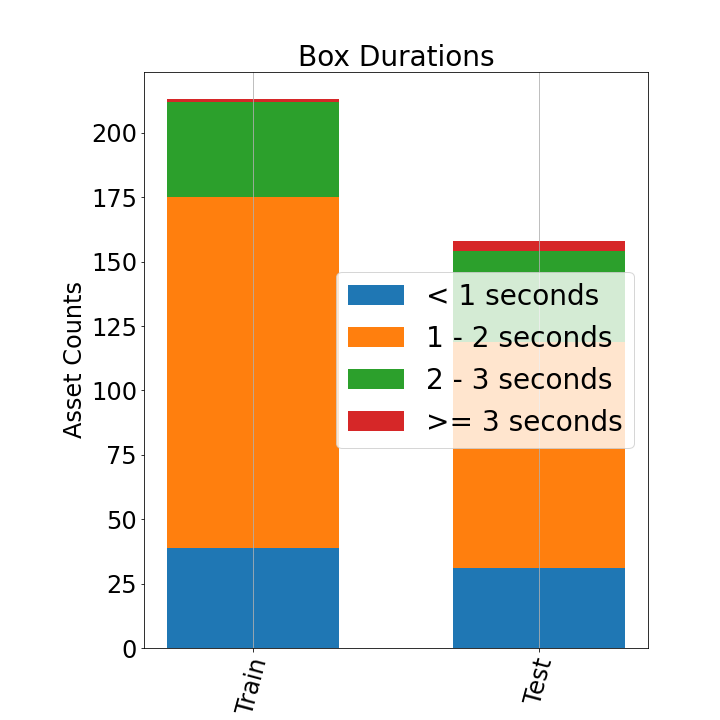 Box Durations
Asset Counts
200
175
150
125
100
75
50
25
0
< 1 seconds
1 - 2 seconds
2 - 3 seconds
>= 3 seconds
Train
Test